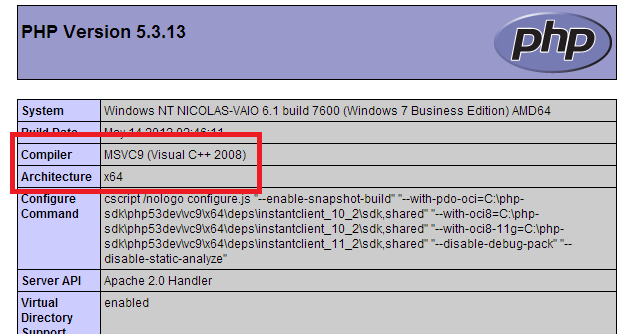 PHP Version 5.3.13
php
System Windows NT NICOLAS-VAIO 6.1 build 7600 (Windows 7 Business Edition) AMD64
Build Date May 14 2012 02:46:11
Compiler MSVC9 (Visual C++ 2008)
Architecture x64
Configure Command cscript /nologo configure.js "--enable-snapshot-build" "--with-pdo-oci=C:\php-
sdk\php53dev\vc9\x64\deps\instantclient_10_2\sdk,shared" "--with-oci8=C:\php-
sdk\php53dev\vc9\x64\deps\instantclient_10_2\sdk,shared" "--with-oci8-11g=C:\php-
sdk\php53dev\vc9\x64\deps\instantclient_11_2\sdk,shared" "--disable-debug-pack" "--
disable-static-analyze"
Server API Apache 2.0 Handler
Virtual enabled
Directory
Support